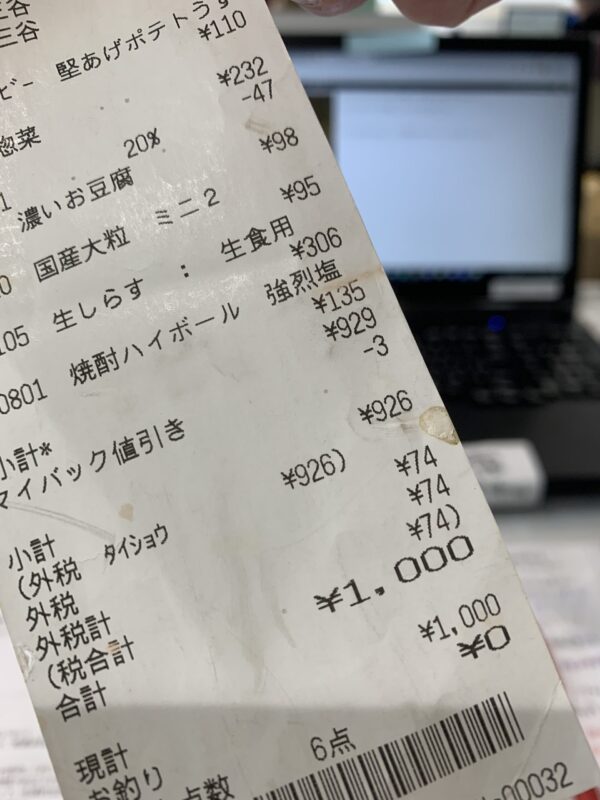 三谷
三谷
ビー 堅あげポテトうす
¥110
惣菜 ¥232
20% -47
濃いお豆腐 ¥98
国産大粒 ミニ2 ¥95
105 生しらす : 生食用 ¥306
0801 焼酎ハイボール 強烈塩 ¥135
小計* ¥929
マイバック値引き -3
小計 ¥926
(外税 タイショウ ¥926)
外税 ¥74
外税計 ¥74
(税合計 ¥74)
合計 ¥1,000
現計 ¥1,000
お釣り ¥0
点数 6点
00032